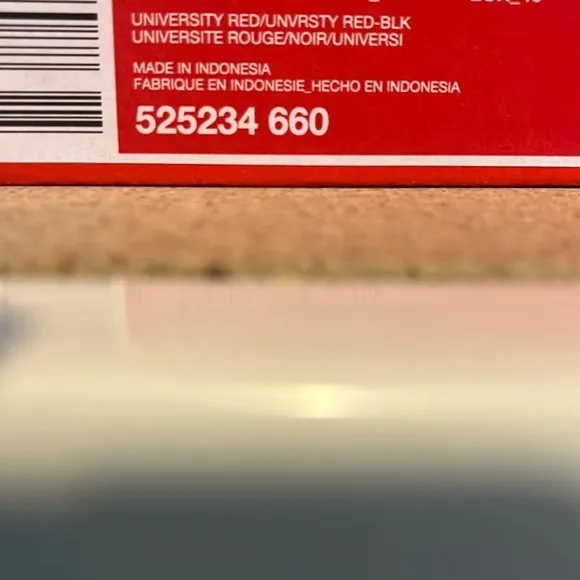 UNIVERSITY RED/UNVRSTY RED-BLK
UNIVERSITE ROUGE/NOIR/UNIVERSI
MADE IN INDONESIA
FABRIQUE EN INDONESIE_HECHO EN INDONESIA
525234 660